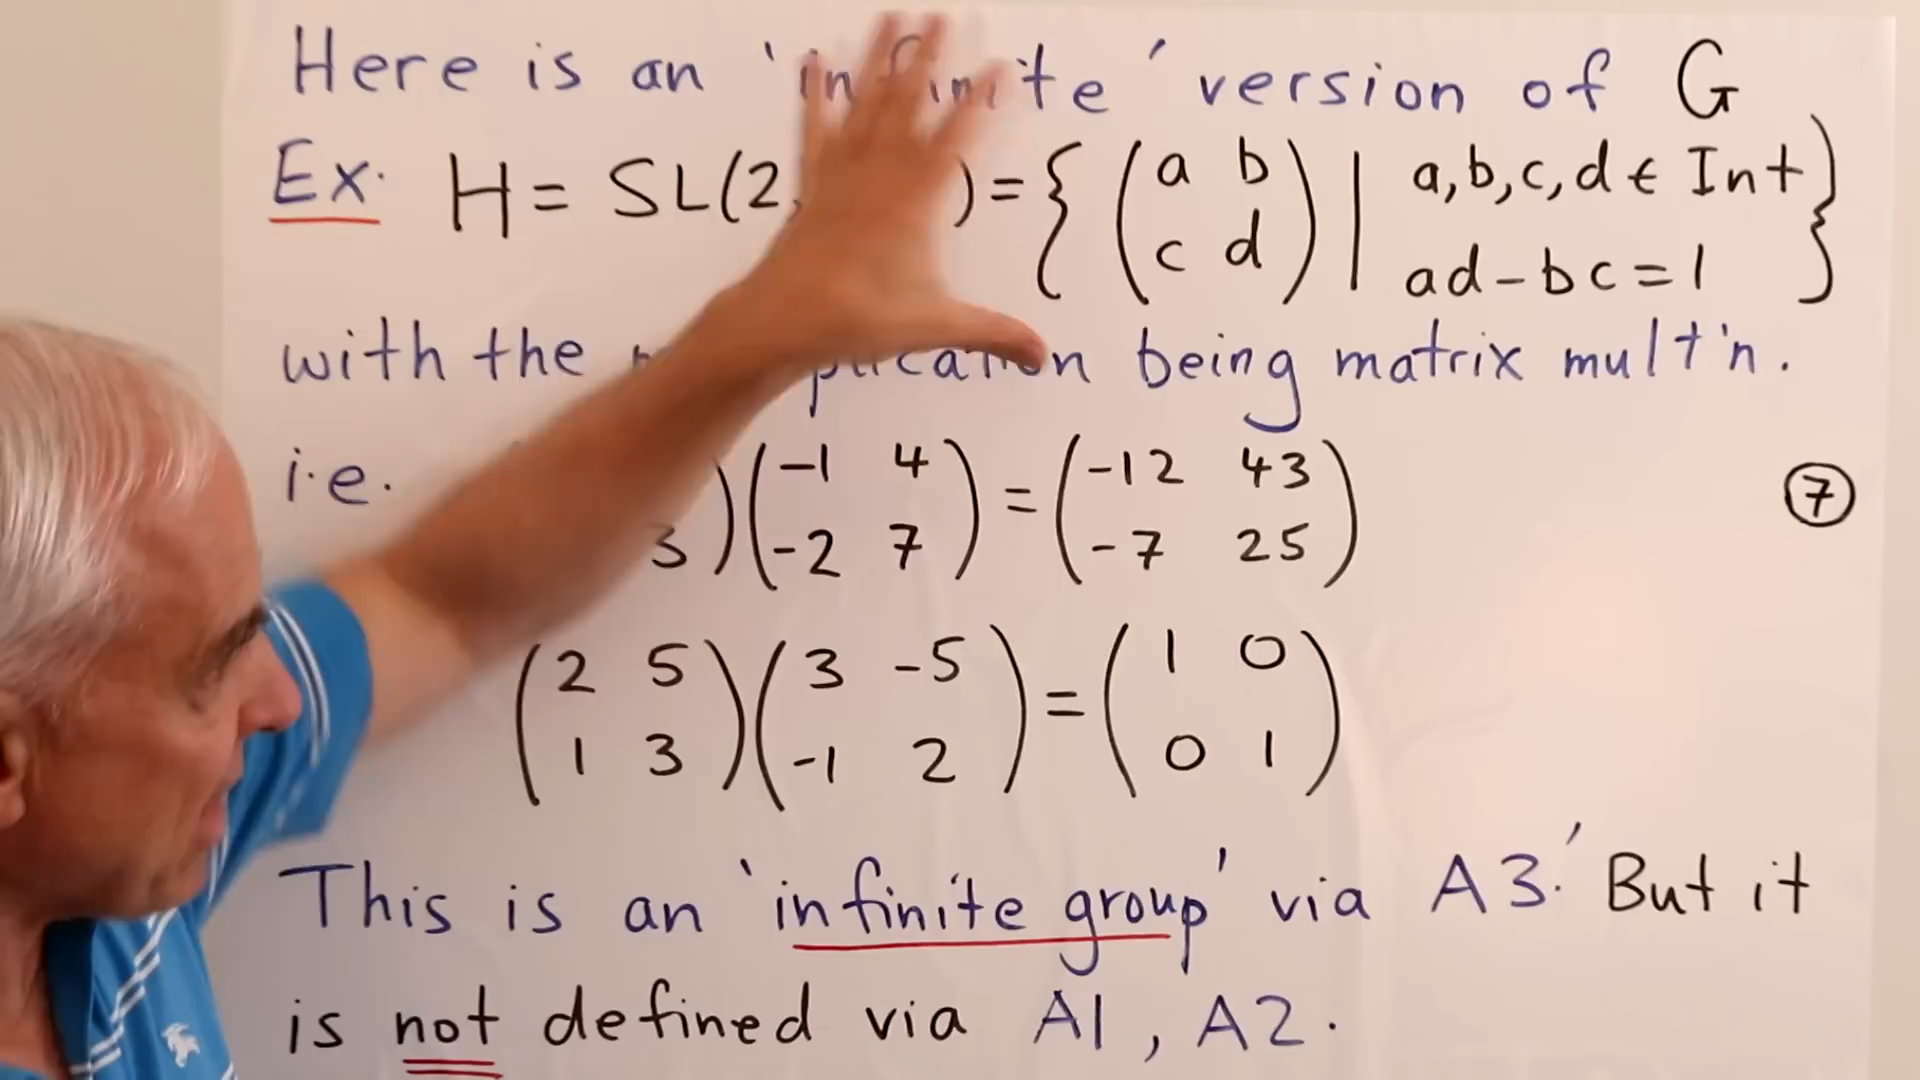 Here is an 'infinite' version of G
Ex. H = SL(2, ) = { (a b c d) | a,b,c,d ∈ Int ad-bc=1 }
with the being matrix mult'n.
i.e. 3 ) (-1 4 -2 7) = (-12 43 -7 25)
7
(2 5 1 3) (3 -5 -1 2) = (1 0 0 1)
This is an 'infinite group' via A3.' But it
is not defined via A1, A2.